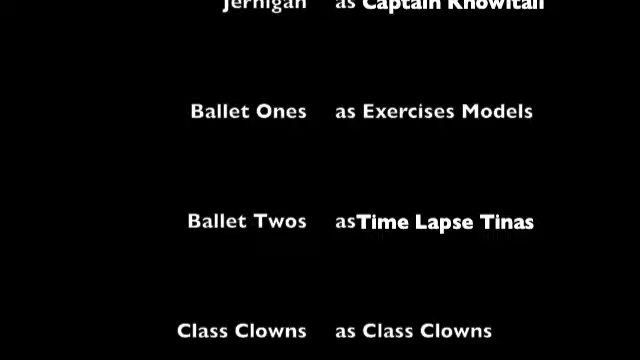 Jernigan as Captain Knowitall
Ballet Ones as Exercises Models
Ballet Twos asTime Lapse Tinas
Class Clowns as Class Clowns